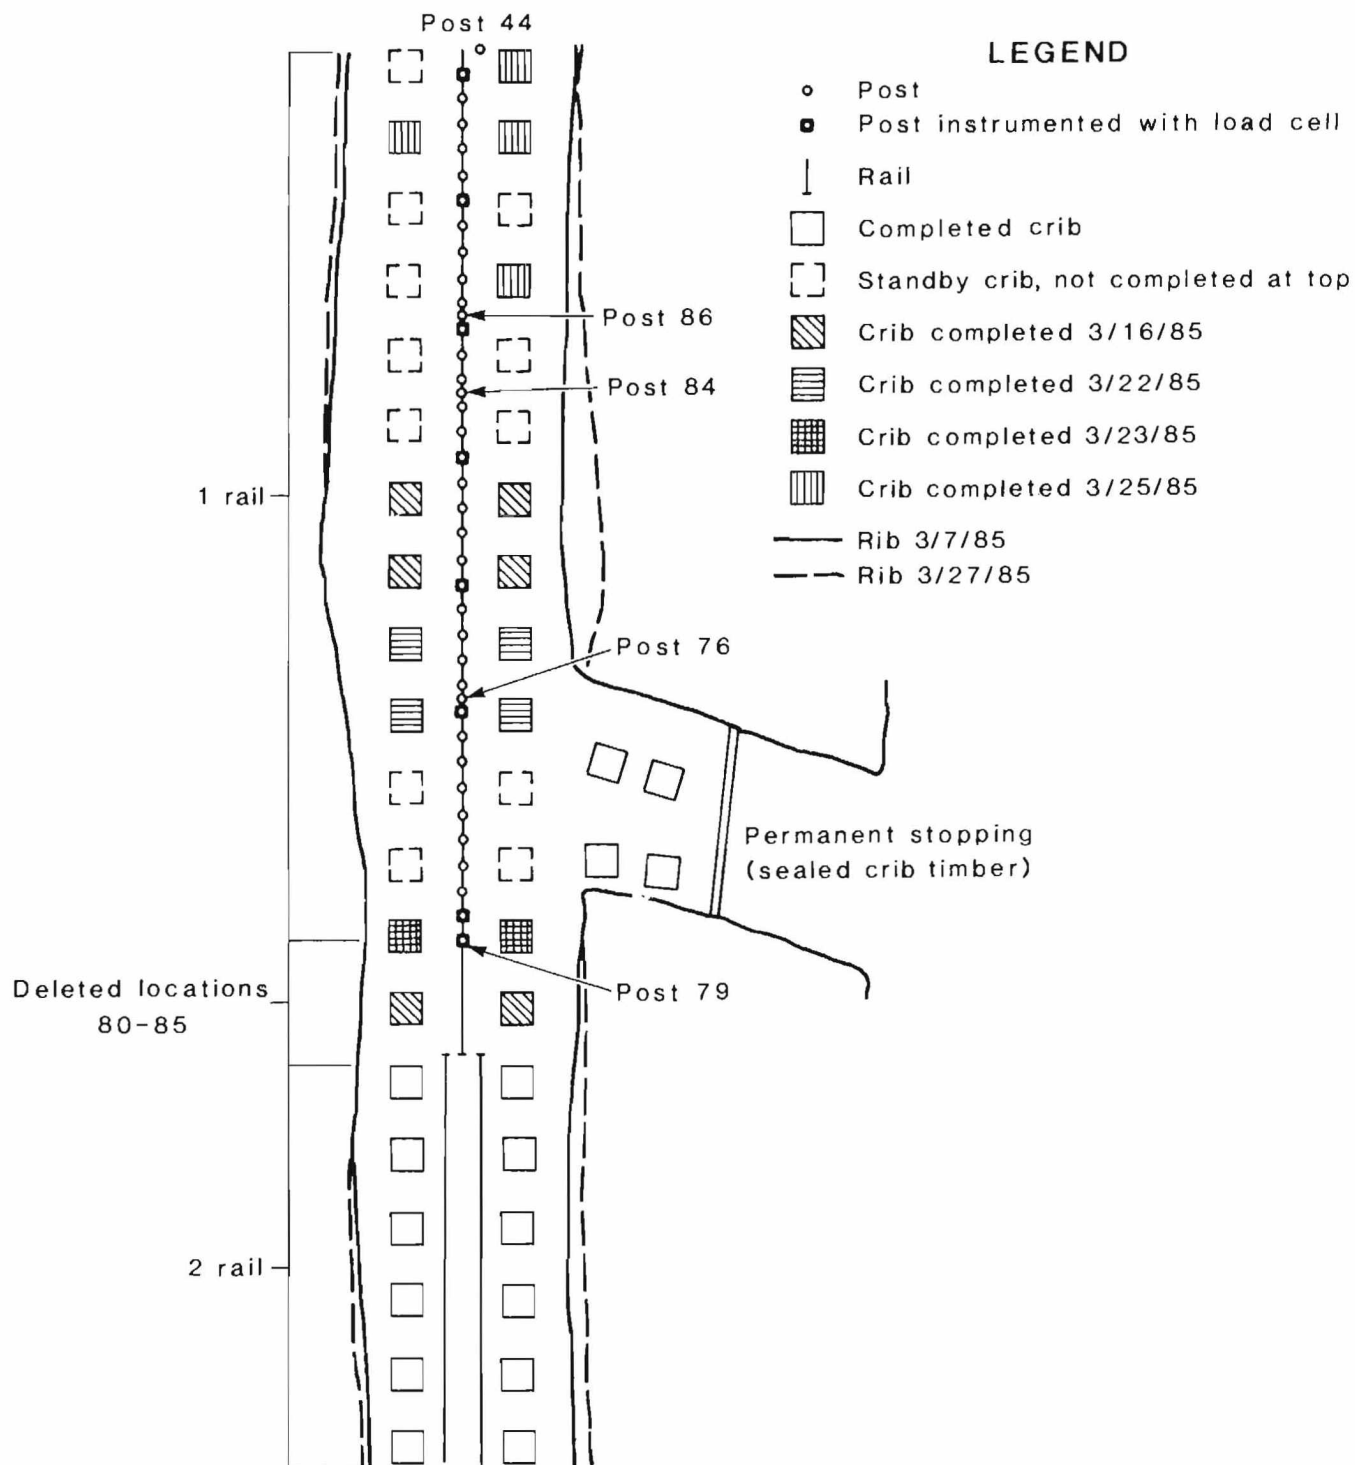 Post 44
LEGEND
Post
Post instrumented with load cell
Rail
Completed crib
Standby crib, not completed at top
Crib completed 3/16/85
Crib completed 3/22/85
Crib completed 3/23/85
Crib completed 3/25/85
Rib 3/7/85
Rib 3/27/85
Post 86
Post 84
1 rail
Post 76
Permanent stopping
(sealed crib timber)
Post 79
Deleted locations
80-85
2 rail